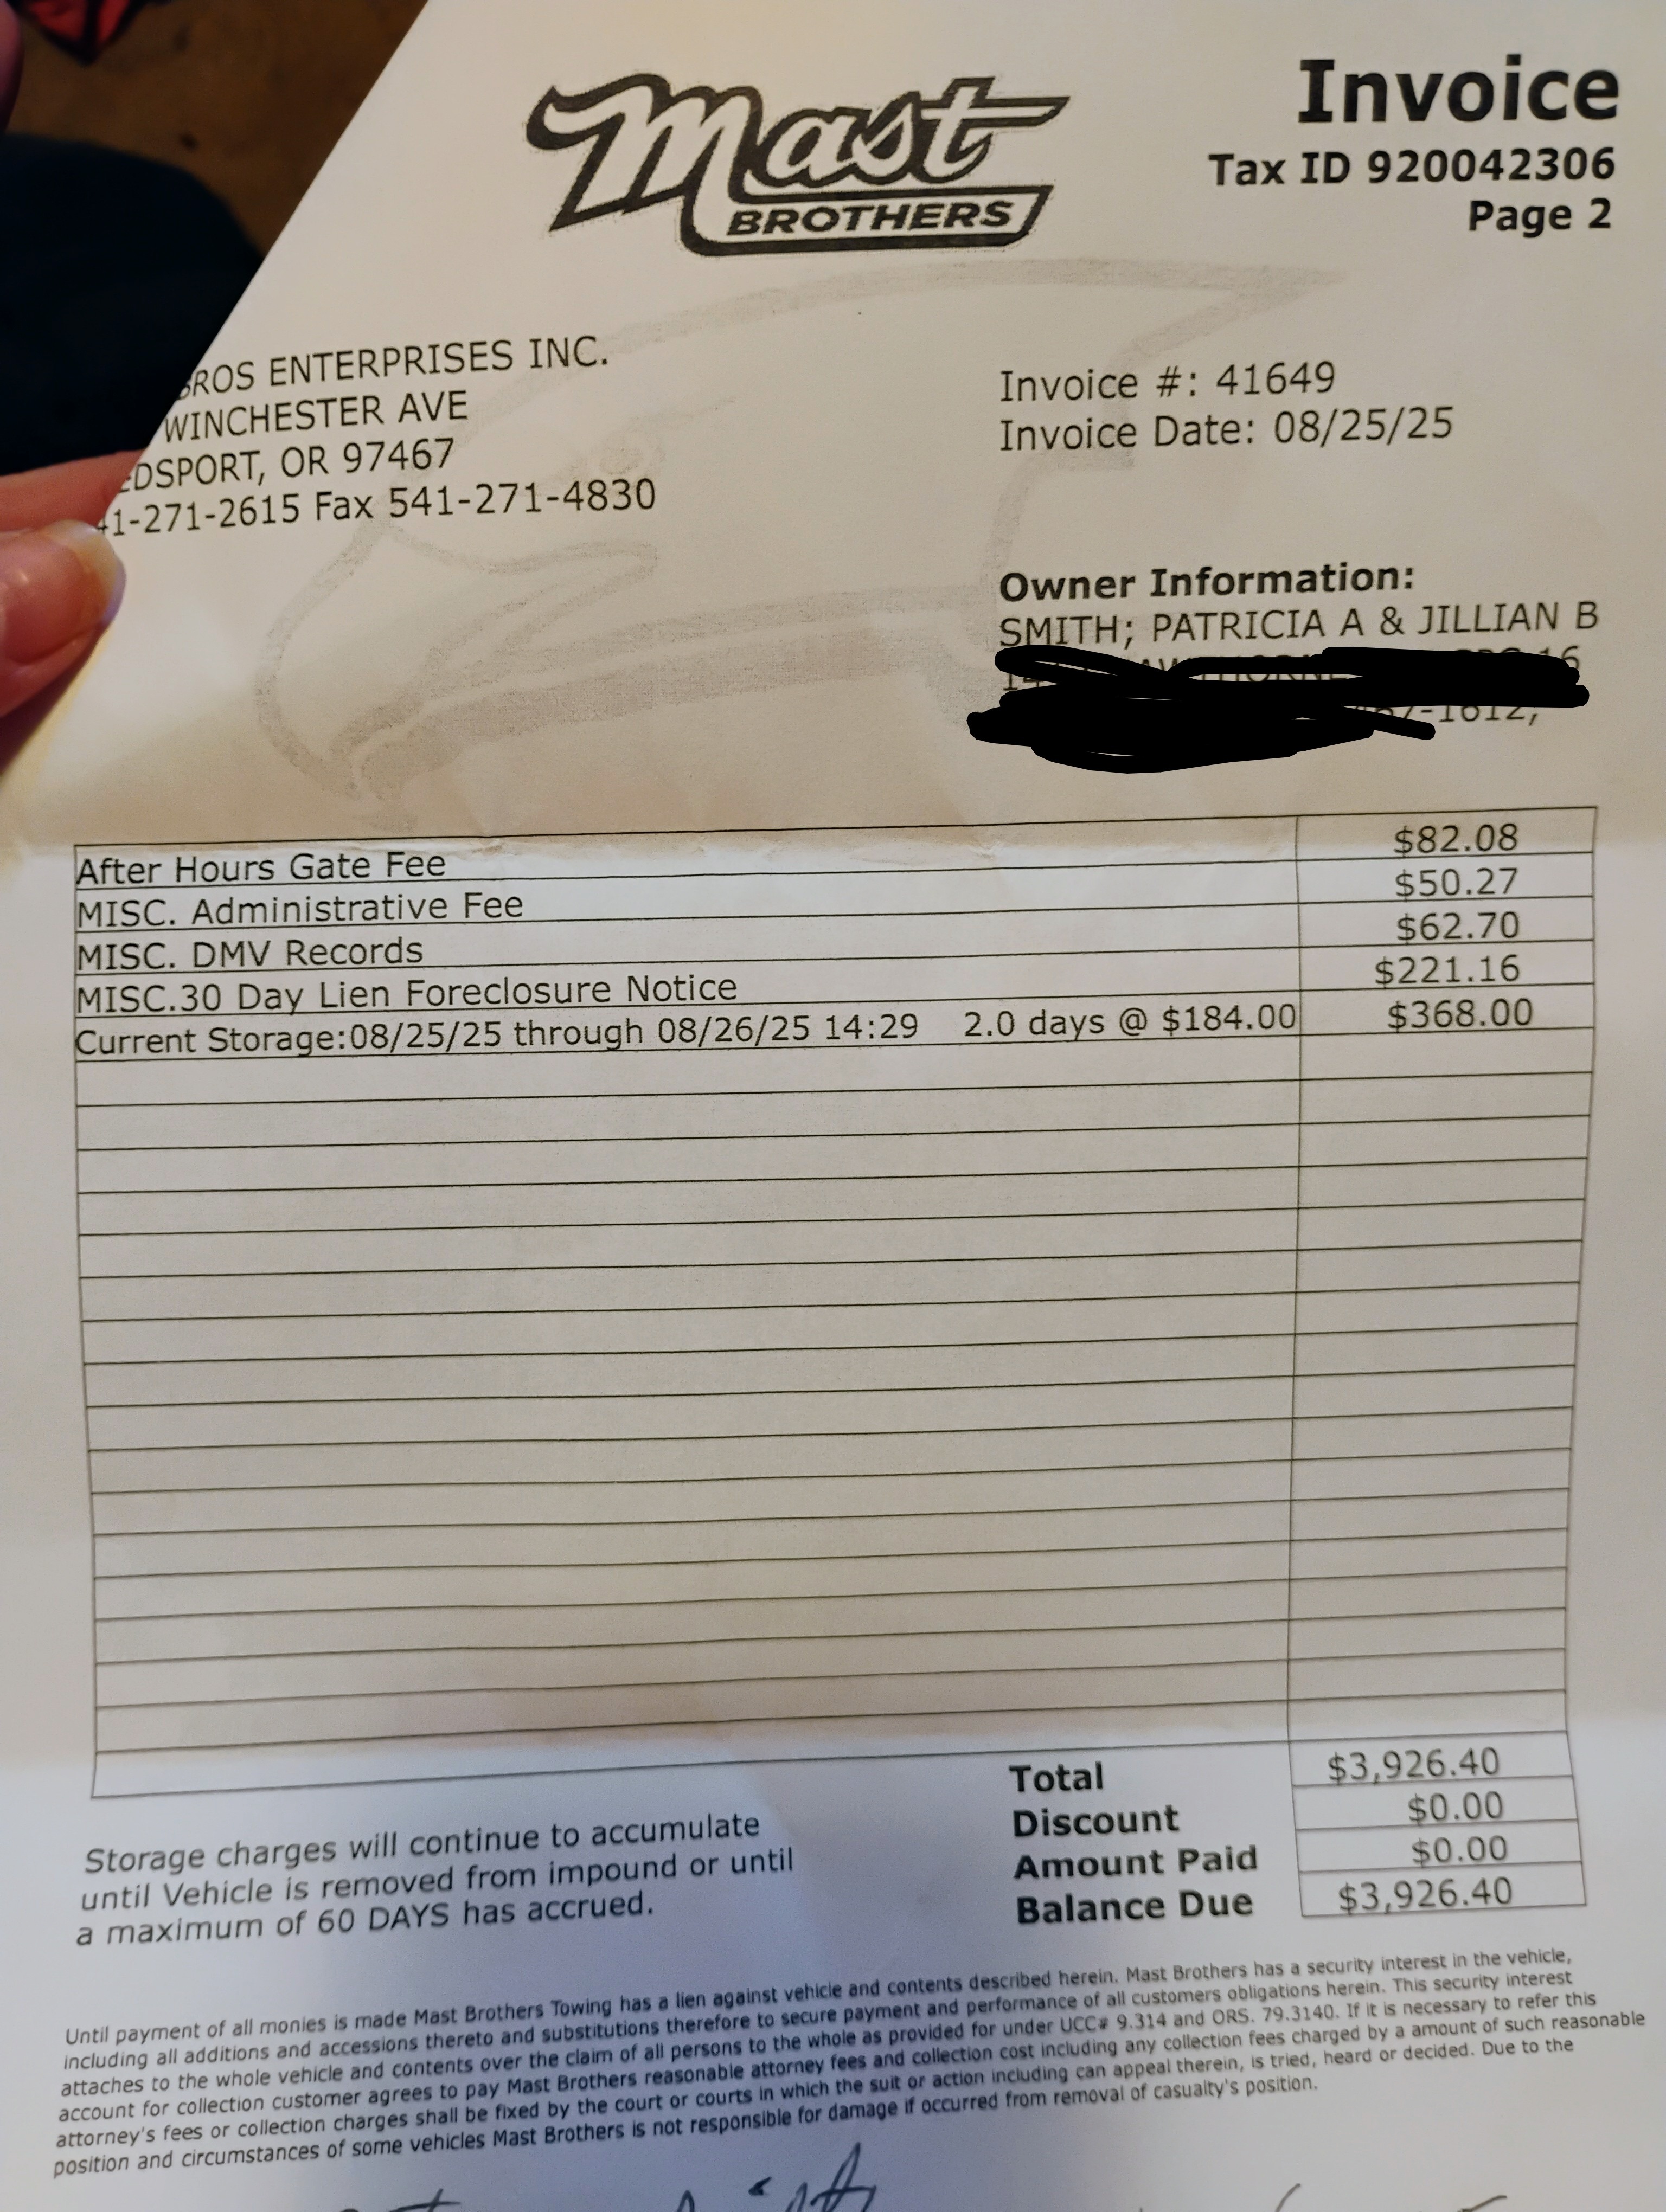 Mast
BROTHERS
Invoice
Tax ID 920042306
Page 2
BROS ENTERPRISES INC.
WINCHESTER AVE
EDSPORT, OR 97467
41-271-2615 Fax 541-271-4830
Invoice #: 41649
Invoice Date: 08/25/25
Owner Information:
SMITH; PATRICIA A & JILLIAN B
After Hours Gate Fee $82.08
MISC. Administrative Fee $50.27
MISC. DMV Records $62.70
MISC.30 Day Lien Foreclosure Notice $221.16
Current Storage:08/25/25 through 08/26/25 14:29 2.0 days @ $184.00 $368.00
Total $3,926.40
Discount $0.00
Amount Paid $0.00
Balance Due $3,926.40
Storage charges will continue to accumulate
until Vehicle is removed from impound or until
a maximum of 60 DAYS has accrued.
Until payment of all monies is made Mast Brothers Towing has a lien against vehicle and contents described herein. Mast Brothers has a security interest in the vehicle,
including all additions and accessions thereto and substitutions therefore to secure payment and performance of all customers obligations herein. This security interest
attaches to the whole vehicle and contents over the claim of all persons to the whole as provided for under UCC# 9.314 and ORS. 79.3140. If it is necessary to refer this
account for collection customer agrees to pay Mast Brothers reasonable attorney fees and collection cost including any collection fees charged by a amount of such reasonable
attorney's fees or collection charges shall be fixed by the court or courts in which the suit or action including can appeal therein, is tried, heard or decided. Due to the
position and circumstances of some vehicles Mast Brothers is not responsible for damage if occurred from removal of casualty's position.